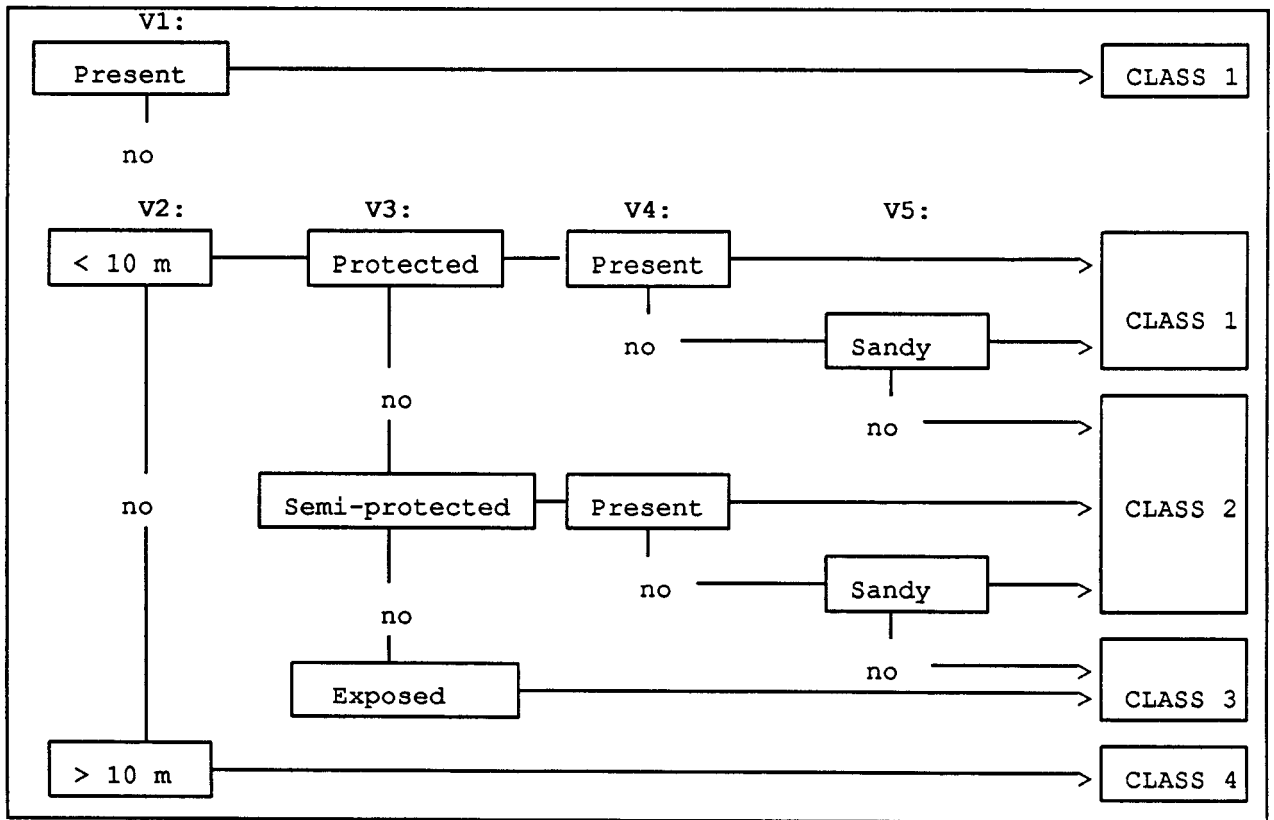 V1:
Present CLASS 1
no
V2: V3: V4: V5:
< 10 m Protected Present
CLASS 1
no Sandy
no
no
no Semi-protected Present CLASS 2
no Sandy
no
no
Exposed CLASS 3
> 10 m CLASS 4